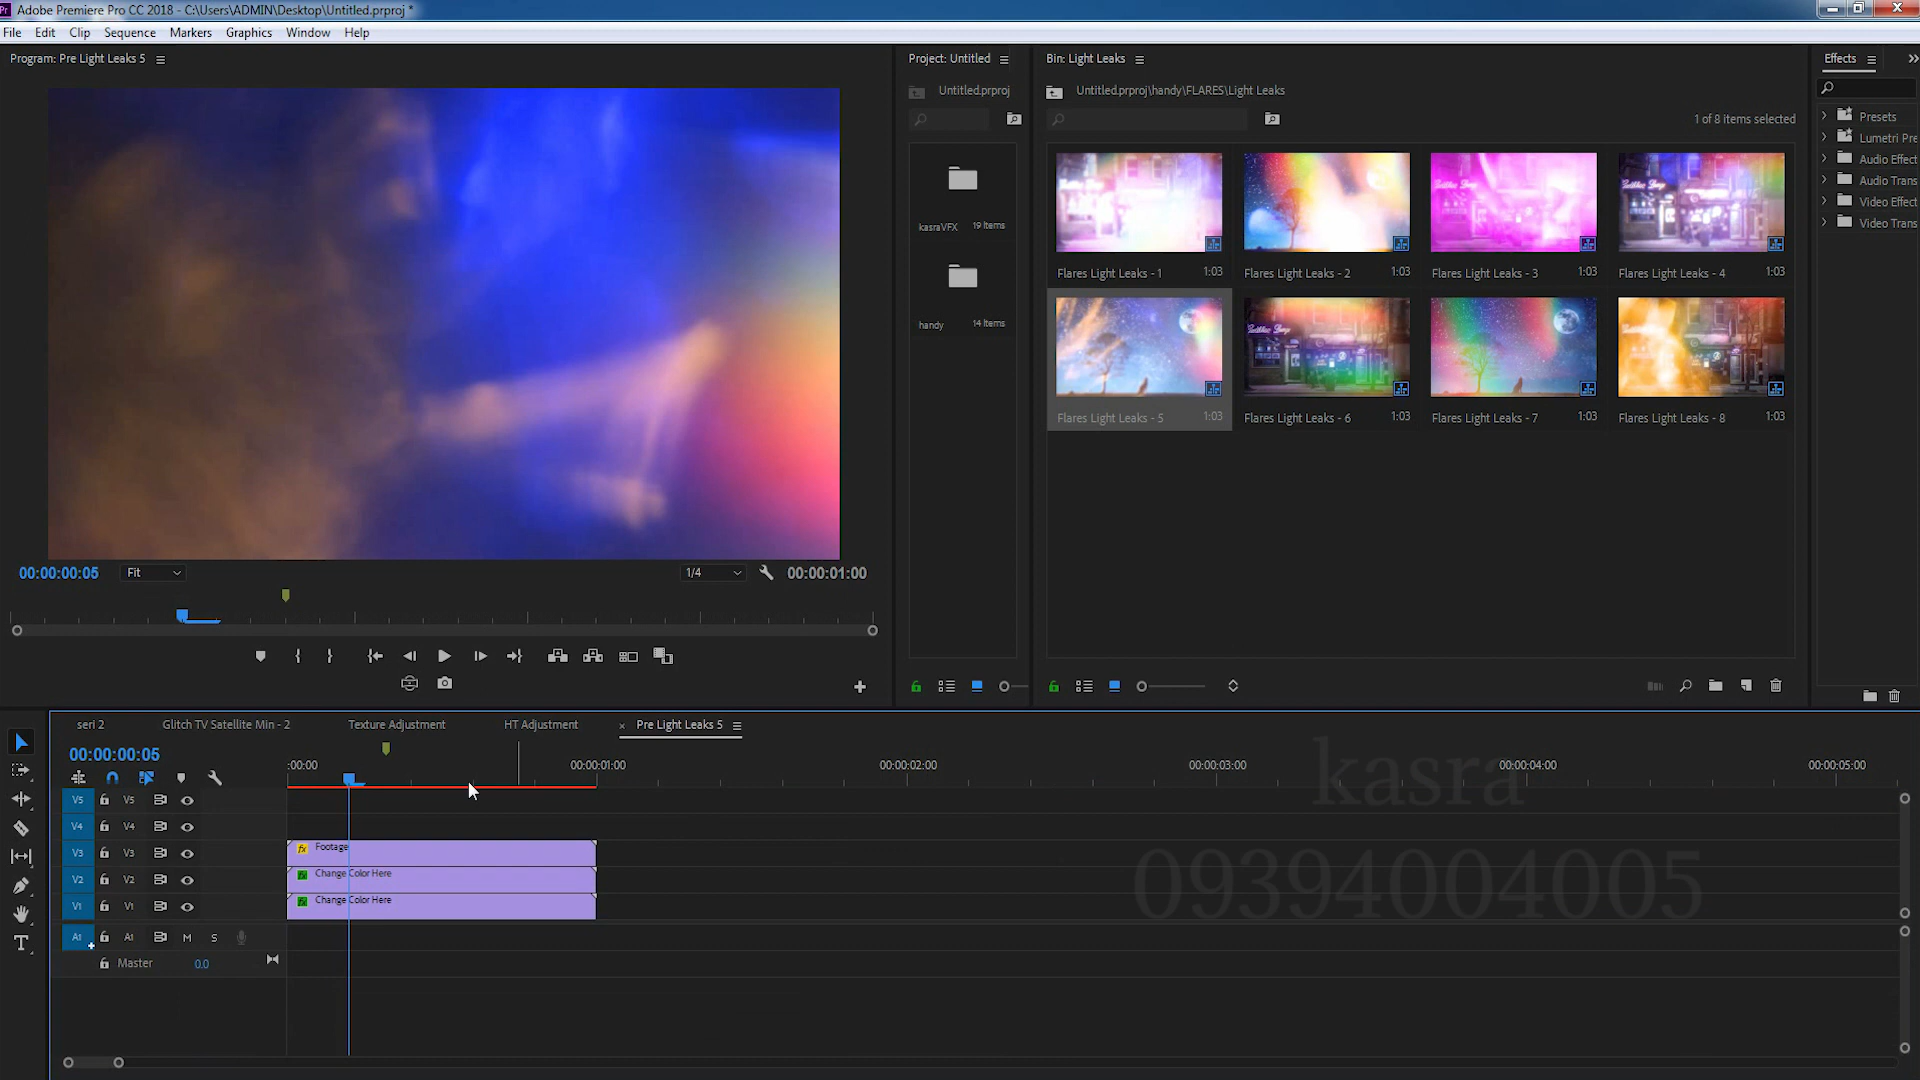 Pr Adobe Premiere Pro CC 2018 - C:\Users\ADMIN\Desktop\Untitled.prproj *
File Edit Clip Sequence Markers Graphics Window Help
Program: Pre Light Leaks 5
Project: Untitled
Bin: Light Leaks
Effects
Untitled.prproj
Untitled.prproj\handy\FLARES\Light Leaks
1 of 8 items selected
Presets
Lumetri Pre
Audio Effect
Audio Trans
Video Effect
Video Trans
kasraVFX 19 Items
handy 14 Items
Flares Light Leaks - 1 1:03
Flares Light Leaks - 2 1:03
Flares Light Leaks - 3 1:03
Flares Light Leaks - 4 1:03
Flares Light Leaks - 5 1:03
Flares Light Leaks - 6 1:03
Flares Light Leaks - 7 1:03
Flares Light Leaks - 8 1:03
00:00:00:05 Fit 1/4 00:00:01:00
seri 2 Glitch TV Satellite Min - 2 Texture Adjustment HT Adjustment × Pre Light Leaks 5
00:00:00:05
:00:00 00:00:01:00 00:00:02:00 00:00:03:00 00:00:04:00 00:00:05:00
V5 V5
V4 V4
V3 V3 fx Footage
V2 V2 Change Color Here
V1 V1 Change Color Here
A1 A1 M S
Master 0.0
T
kasra
09394004005